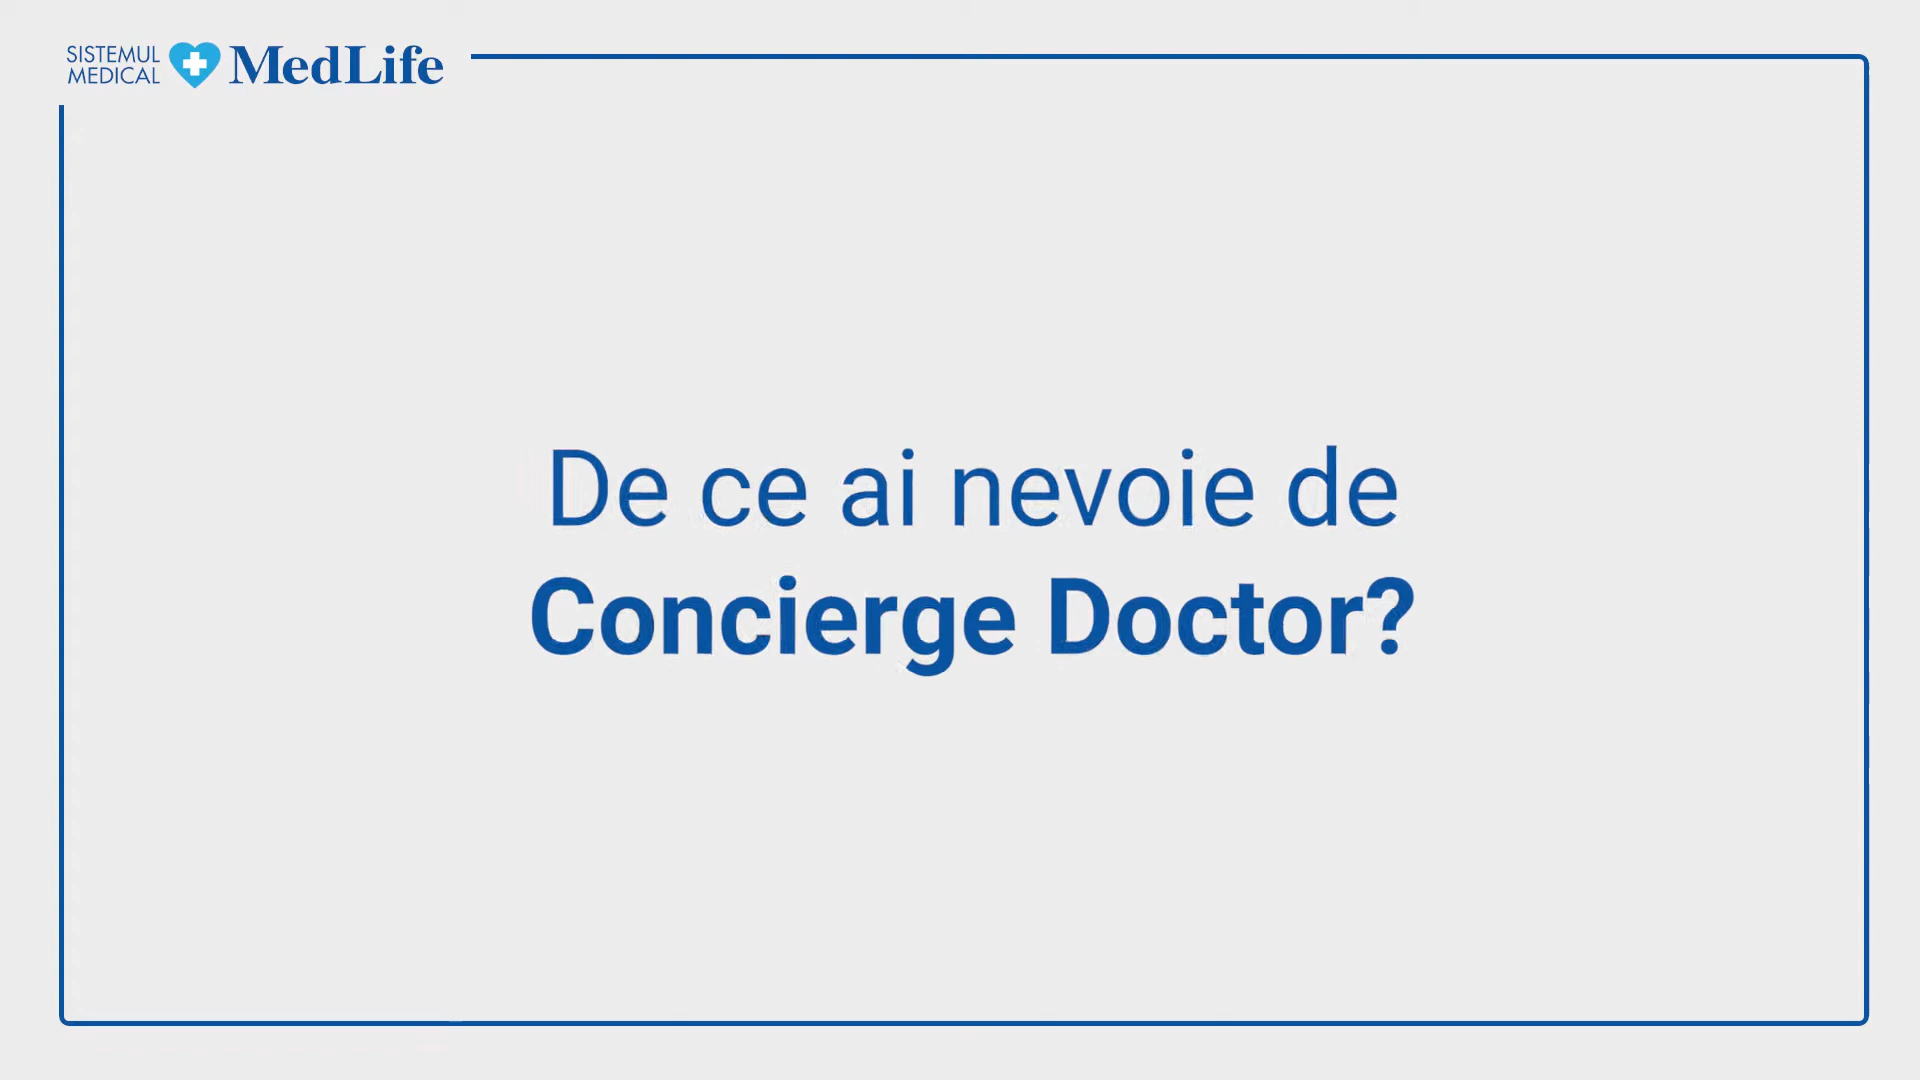 SISTEMUL
MEDICAL
MedLife
De ce ai nevoie de
Concierge Doctor?